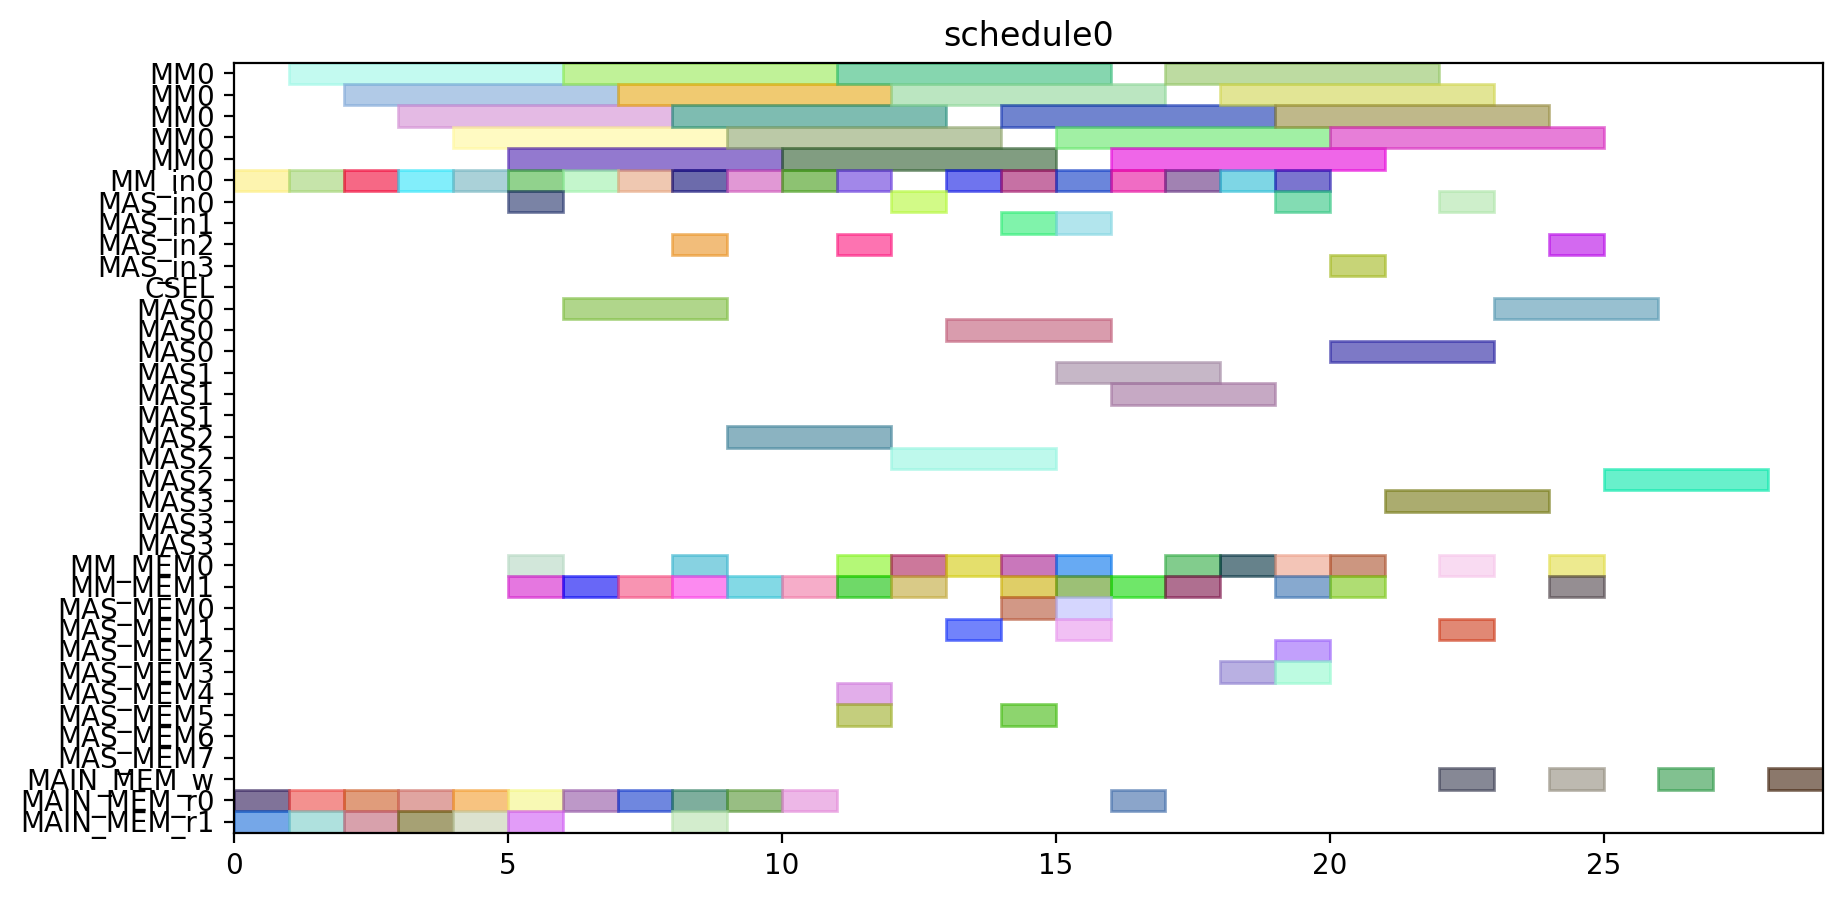 schedule0
MM0
MM0
MM0
MM0
MM0
MM_in0
MAS_in0
MAS_in1
MAS_in2
MAS_in3
CSEL
MAS0
MAS0
MAS0
MAS1
MAS1
MAS1
MAS2
MAS2
MAS2
MAS3
MAS3
MAS3
MM_MEM0
MM_MEM1
MAS_MEM0
MAS_MEM1
MAS_MEM2
MAS_MEM3
MAS_MEM4
MAS_MEM5
MAS_MEM6
MAS_MEM7
MAIN_MEM_w
MAIN_MEM_r0
MAIN_MEM_r1
0 5 10 15 20 25